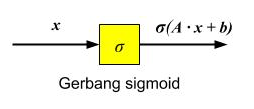 x
σ
σ(A · x + b)
Gerbang sigmoid